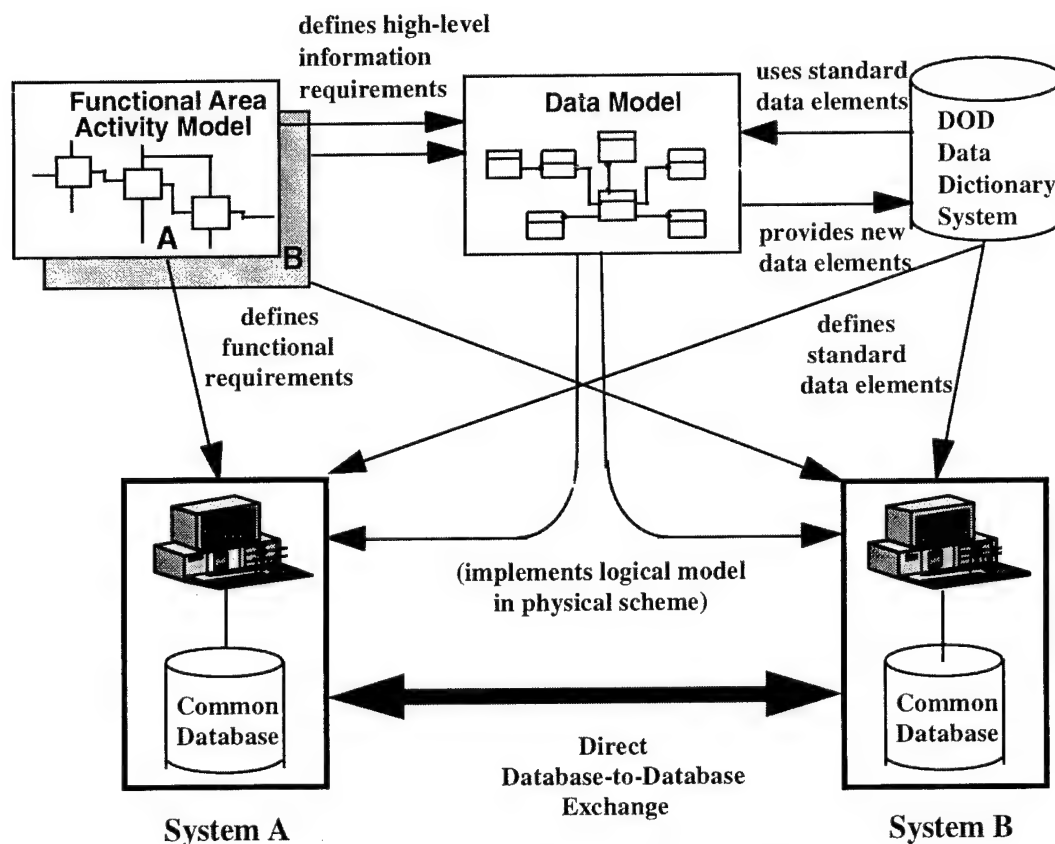 defines high-level
information
requirements
Functional Area
Activity Model
A
B
Data Model
uses standard
data elements
DOD
Data
Dictionary
System
provides new
data elements
defines
functional
requirements
defines
standard
data elements
(implements logical model
in physical scheme)
Common
Database
Common
Database
Direct
Database-to-Database
Exchange
System A
System B